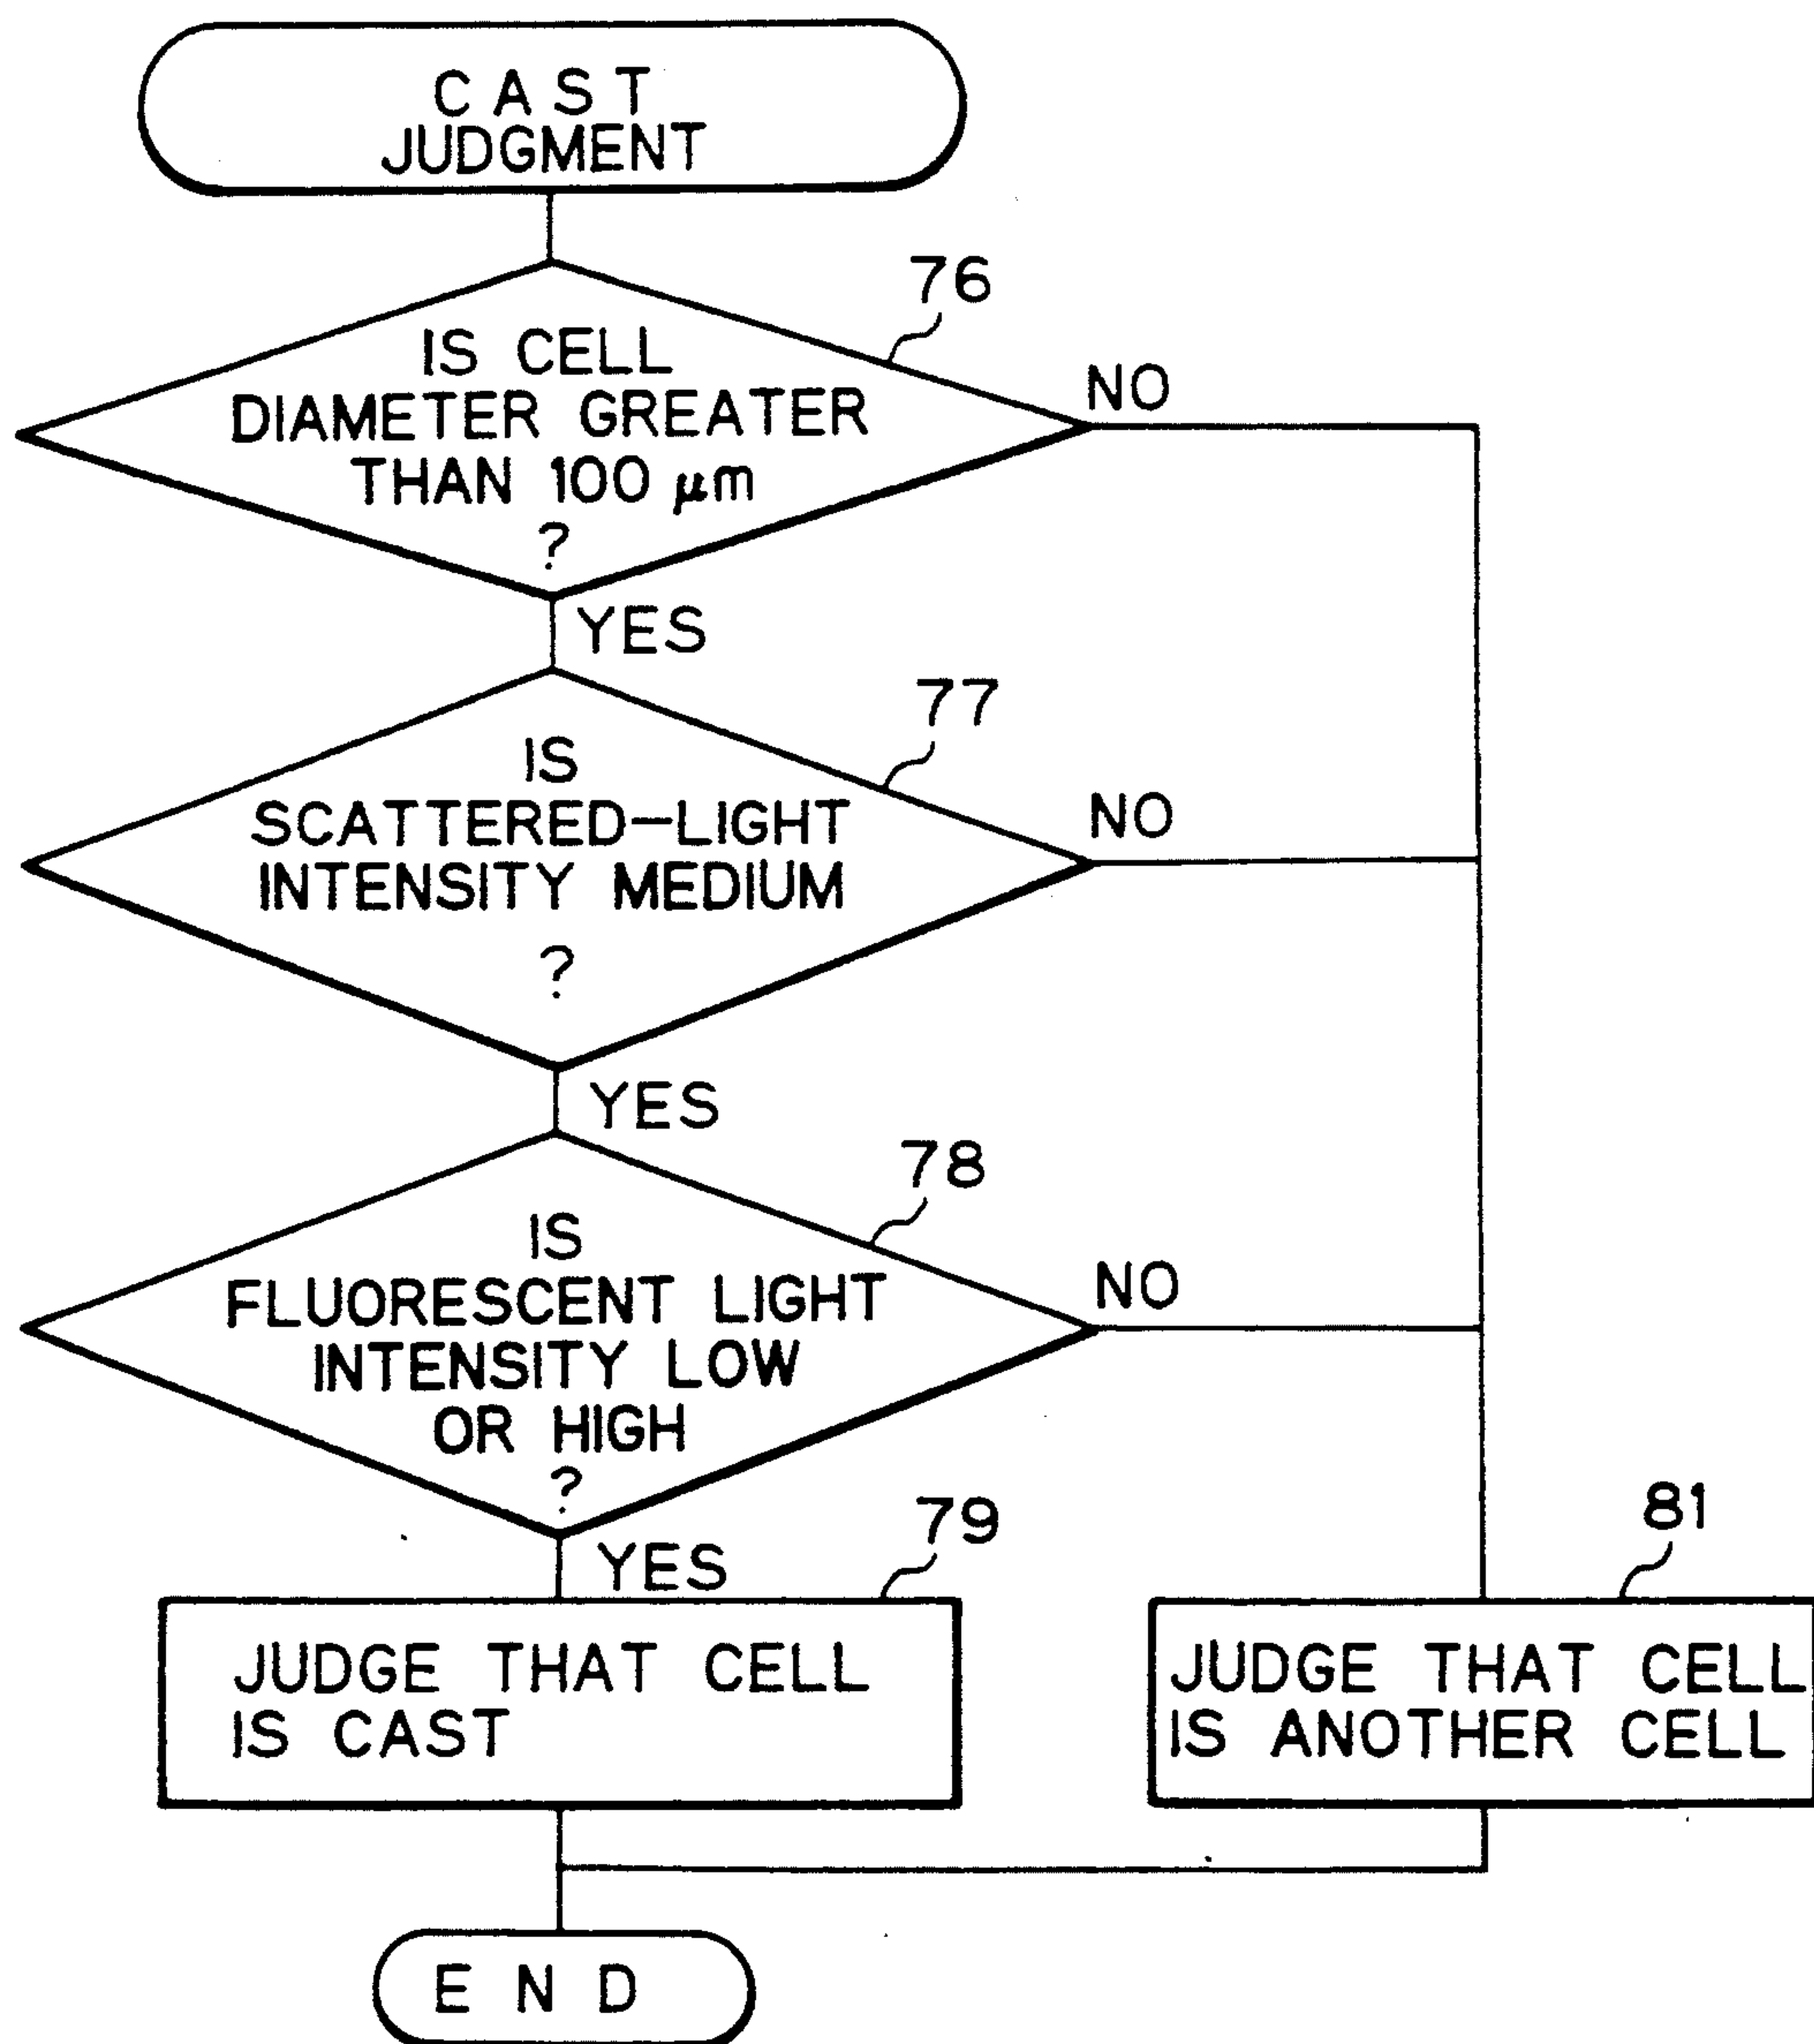 CAST
JUDGMENT
76
IS CELL
DIAMETER GREATER
THAN 100 μm
?
NO
YES
77
IS
SCATTERED-LIGHT
INTENSITY MEDIUM
?
NO
YES
78
IS
FLUORESCENT LIGHT
INTENSITY LOW
OR HIGH
?
NO
YES
79
JUDGE THAT CELL
IS CAST
81
JUDGE THAT CELL
IS ANOTHER CELL
END